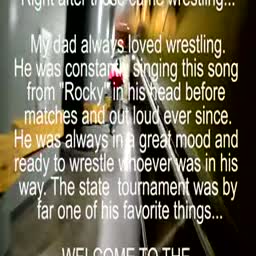 Right after those came wrestling...
My dad always loved wrestling.
He was constantly singing this song
from "Rocky" in his head before
matches and out loud ever since.
He was always in a great mood and
ready to wrestle whoever was in his
way. The state tournament was by
far one of his favorite things...
WELCOME TO THE